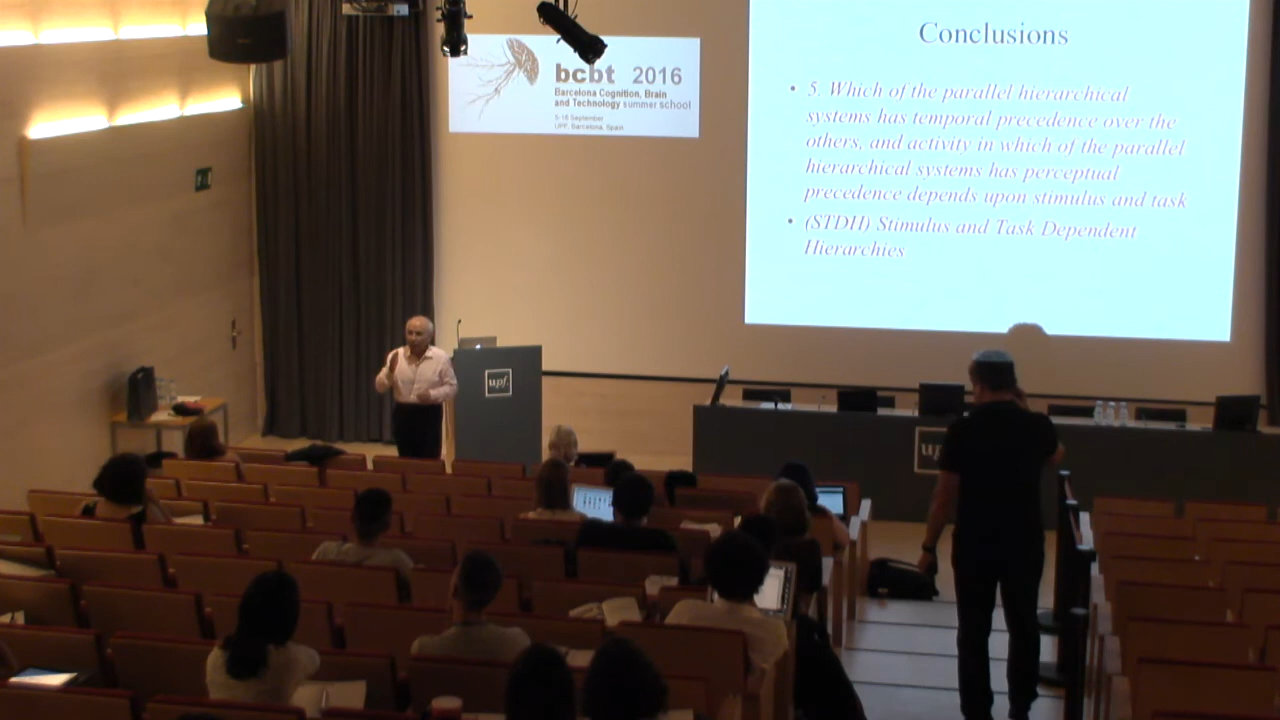 bcbt 2016
Barcelona Cognition, Brain
and Technology summer school
5-16 September
UPF, Barcelona, Spain
Conclusions
• 5. Which of the parallel hierarchical
systems has temporal precedence over the
others, and activity in which of the parallel
hierarchical systems has perceptual
precedence depends upon stimulus and task
• (STDH) Stimulus and Task Dependent
Hierarchies
upf.
up